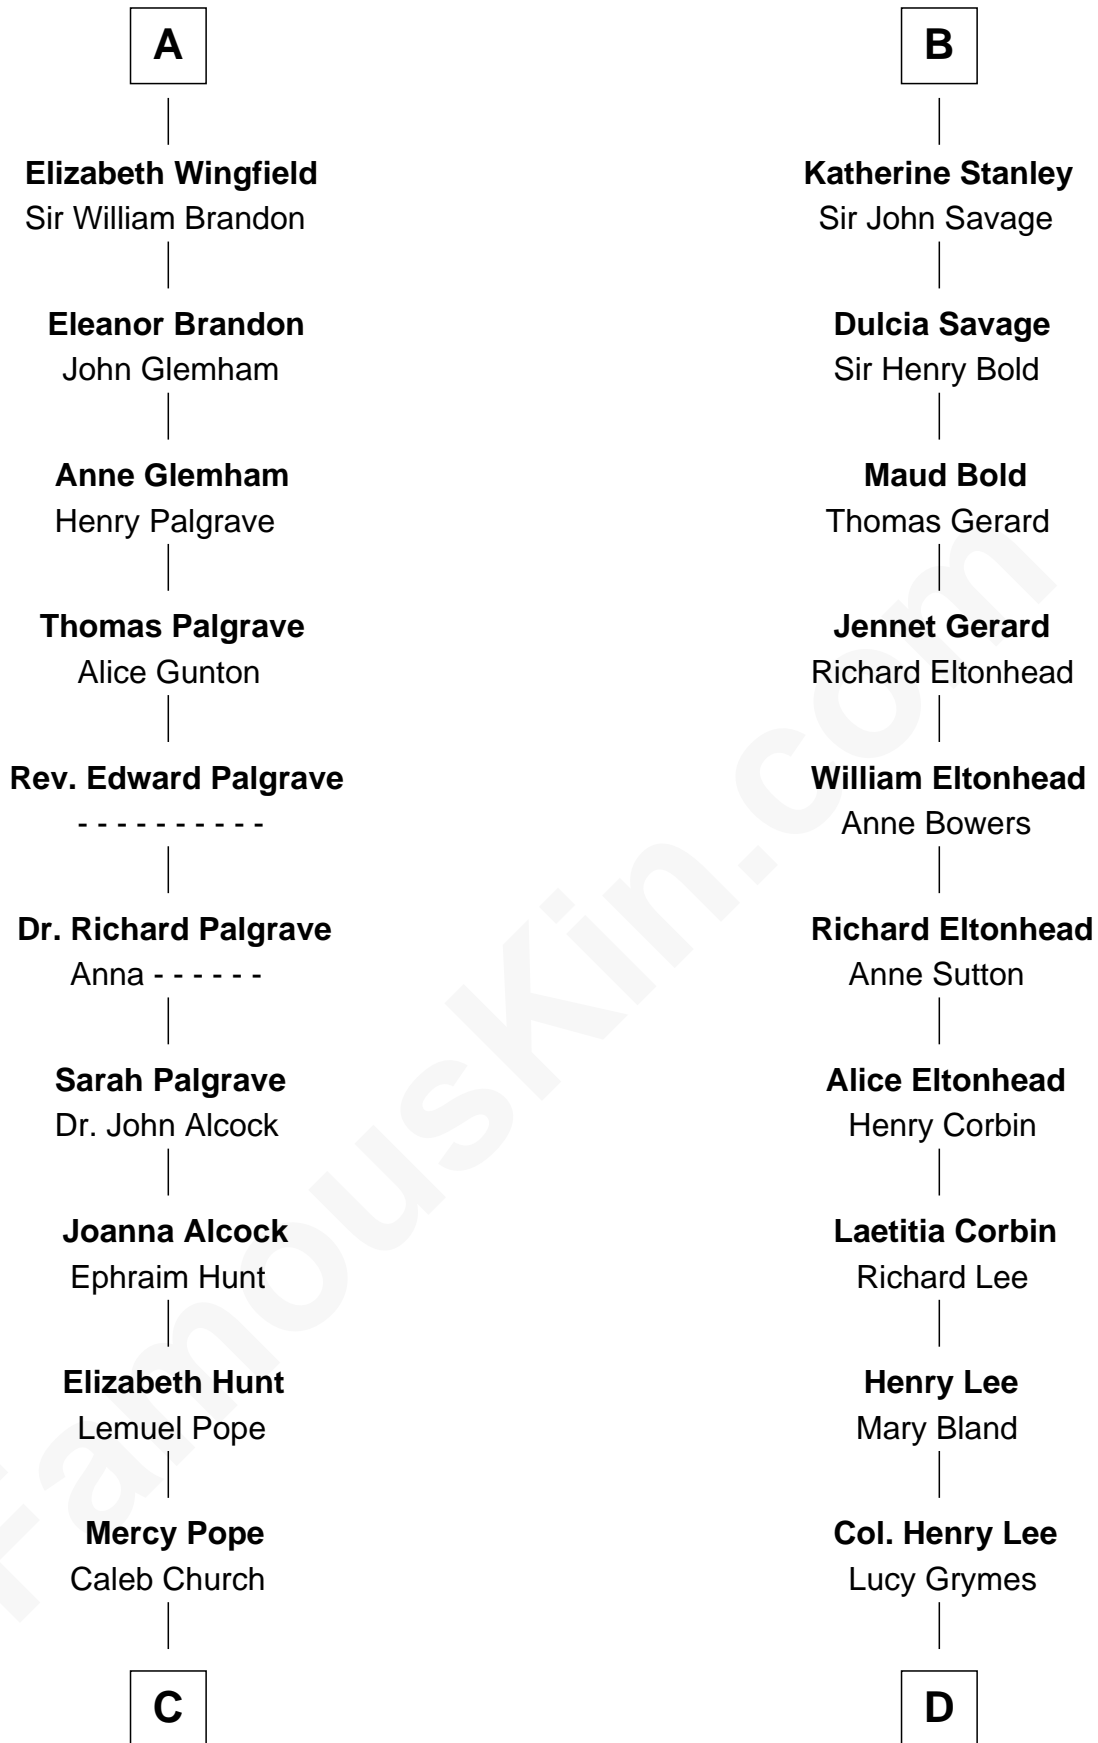 A
Elizabeth Wingfield
Sir William Brandon
Eleanor Brandon
John Glemham
Anne Glemham
Henry Palgrave
Thomas Palgrave
Alice Gunton
Rev. Edward Palgrave
- - - - - - - - - -
Dr. Richard Palgrave
Anna - - - - - -
Sarah Palgrave
Dr. John Alcock
Joanna Alcock
Ephraim Hunt
Elizabeth Hunt
Lemuel Pope
Mercy Pope
Caleb Church
C
B
Katherine Stanley
Sir John Savage
Dulcia Savage
Sir Henry Bold
Maud Bold
Thomas Gerard
Jennet Gerard
Richard Eltonhead
William Eltonhead
Anne Bowers
Richard Eltonhead
Anne Sutton
Alice Eltonhead
Henry Corbin
Laetitia Corbin
Richard Lee
Henry Lee
Mary Bland
Col. Henry Lee
Lucy Grymes
D
FamousKin.com